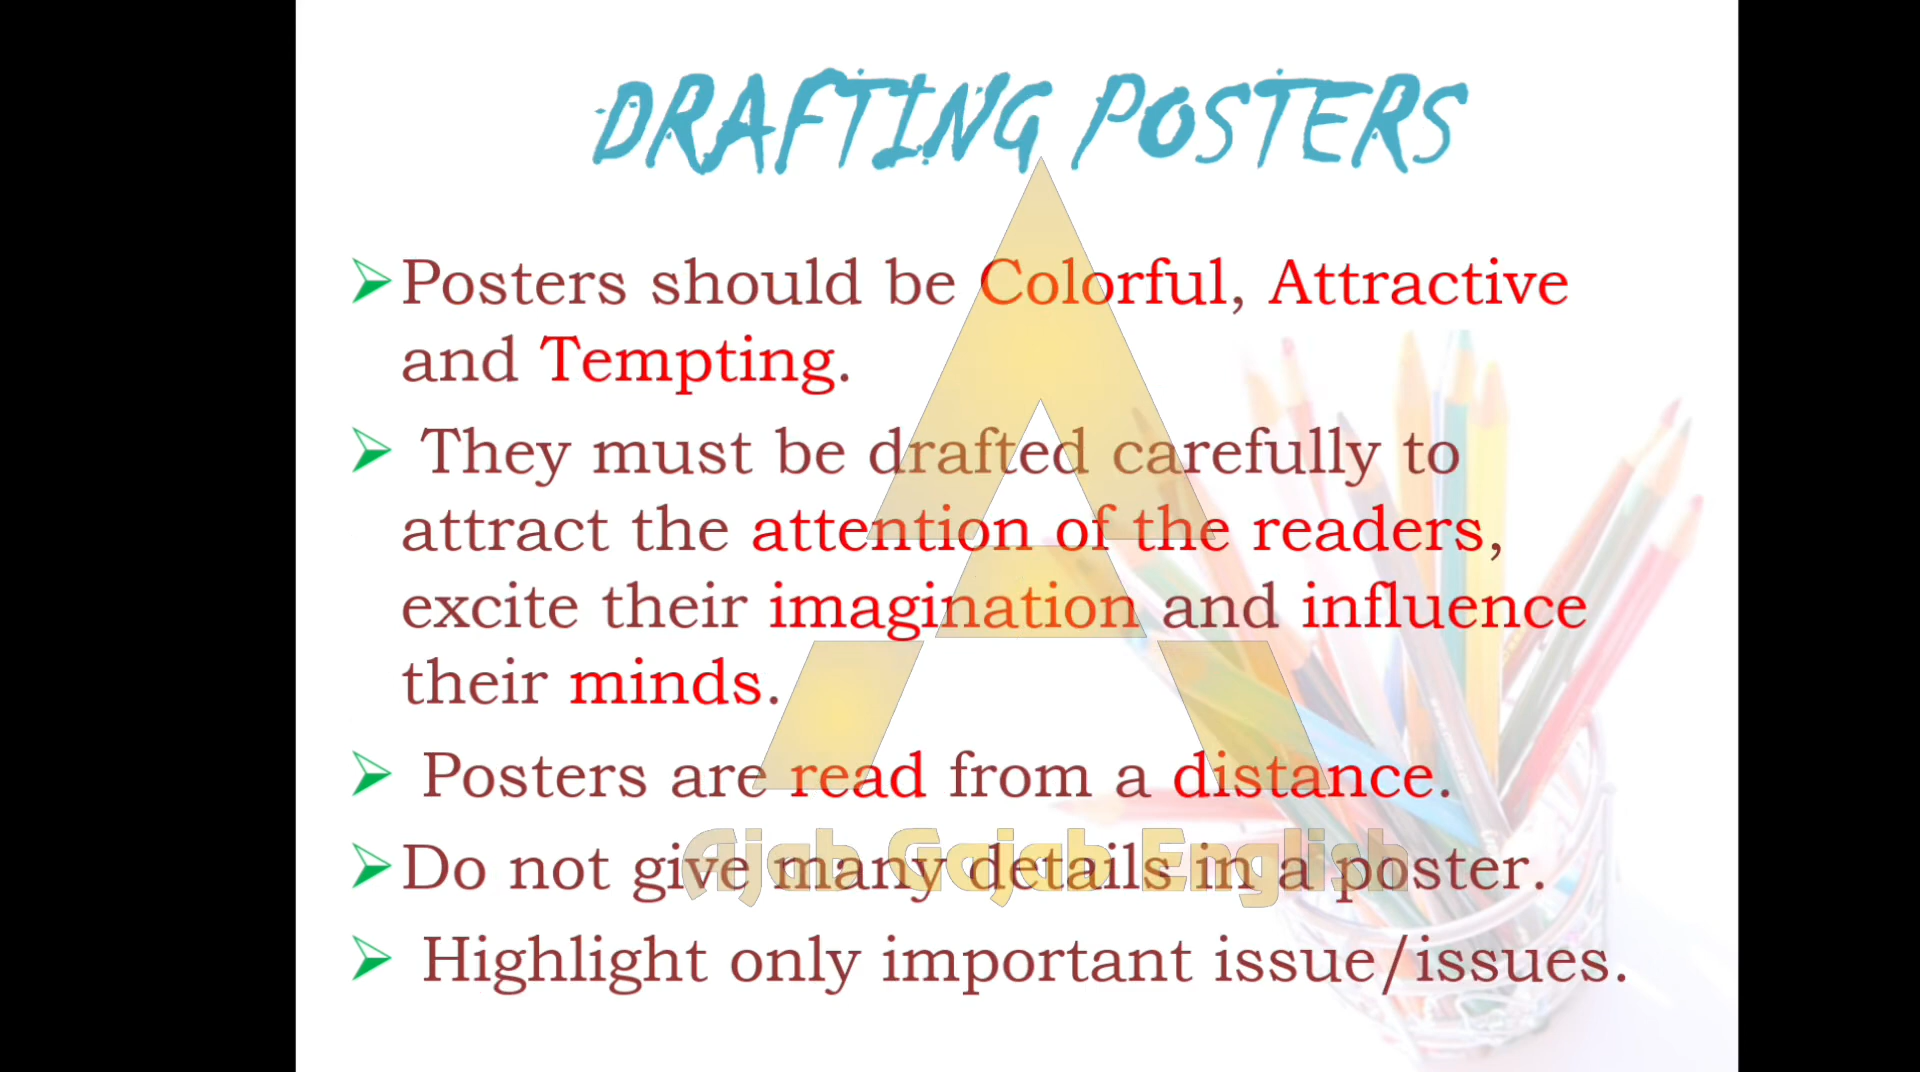 DRAFTING POSTERS
Posters should be Colorful, Attractive
and Tempting.
They must be drafted carefully to
attract the attention of the readers,
excite their imagination and influence
their minds.
Posters are read from a distance.
Do not give many details in a poster.
Highlight only important issue/issues.
Ajab Gajab English